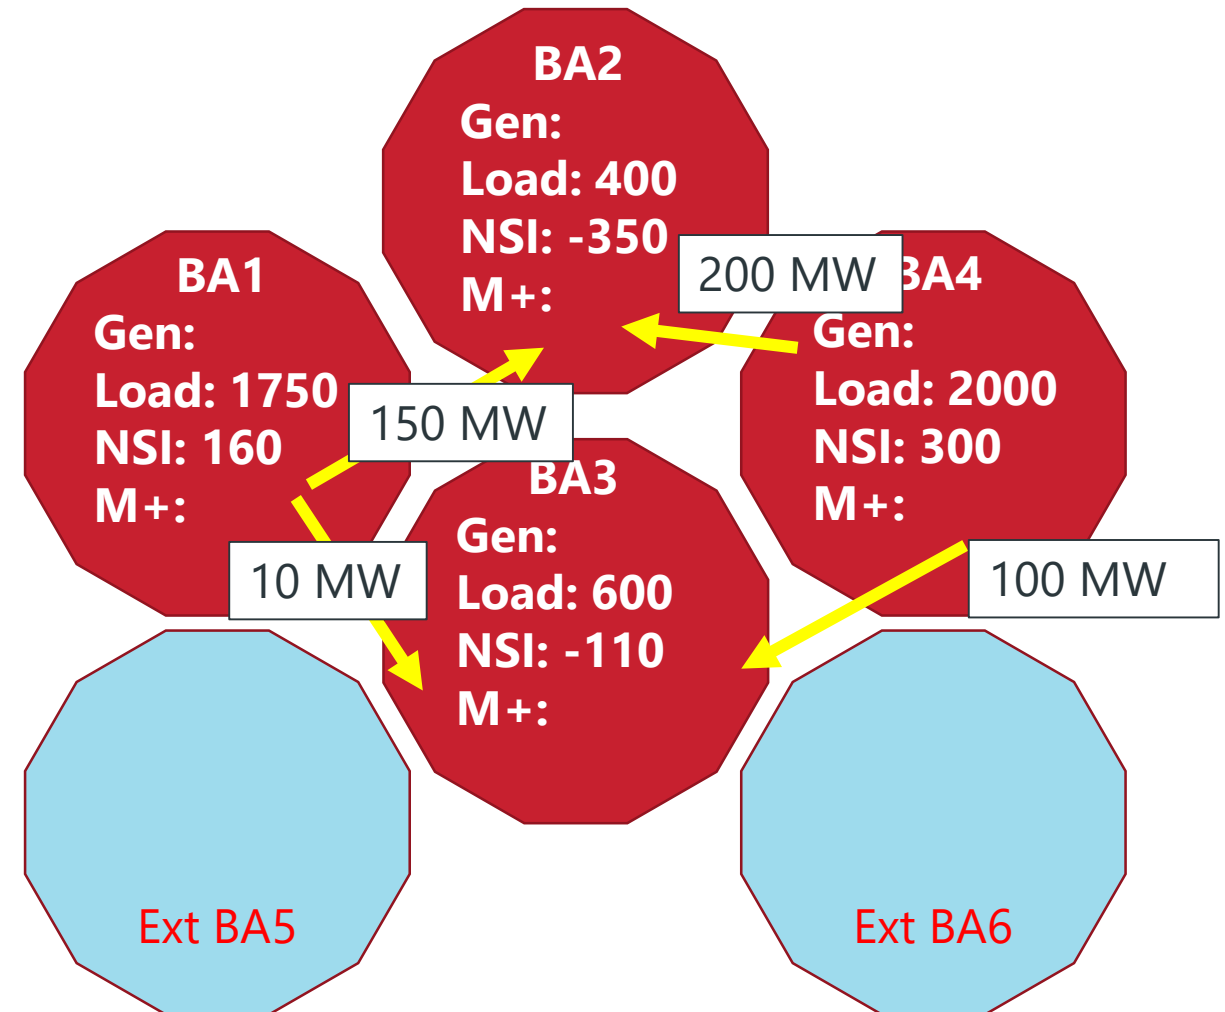 BA2
Gen:
Load: 400
NSI: -350
M+:
200 MW
BA1
Gen:
Load: 1750
NSI: 160
M+:
150 MW
BA4
Gen:
Load: 2000
NSI: 300
M+:
10 MW
BA3
Gen:
Load: 600
NSI: -110
M+:
100 MW
Ext BA5
Ext BA6